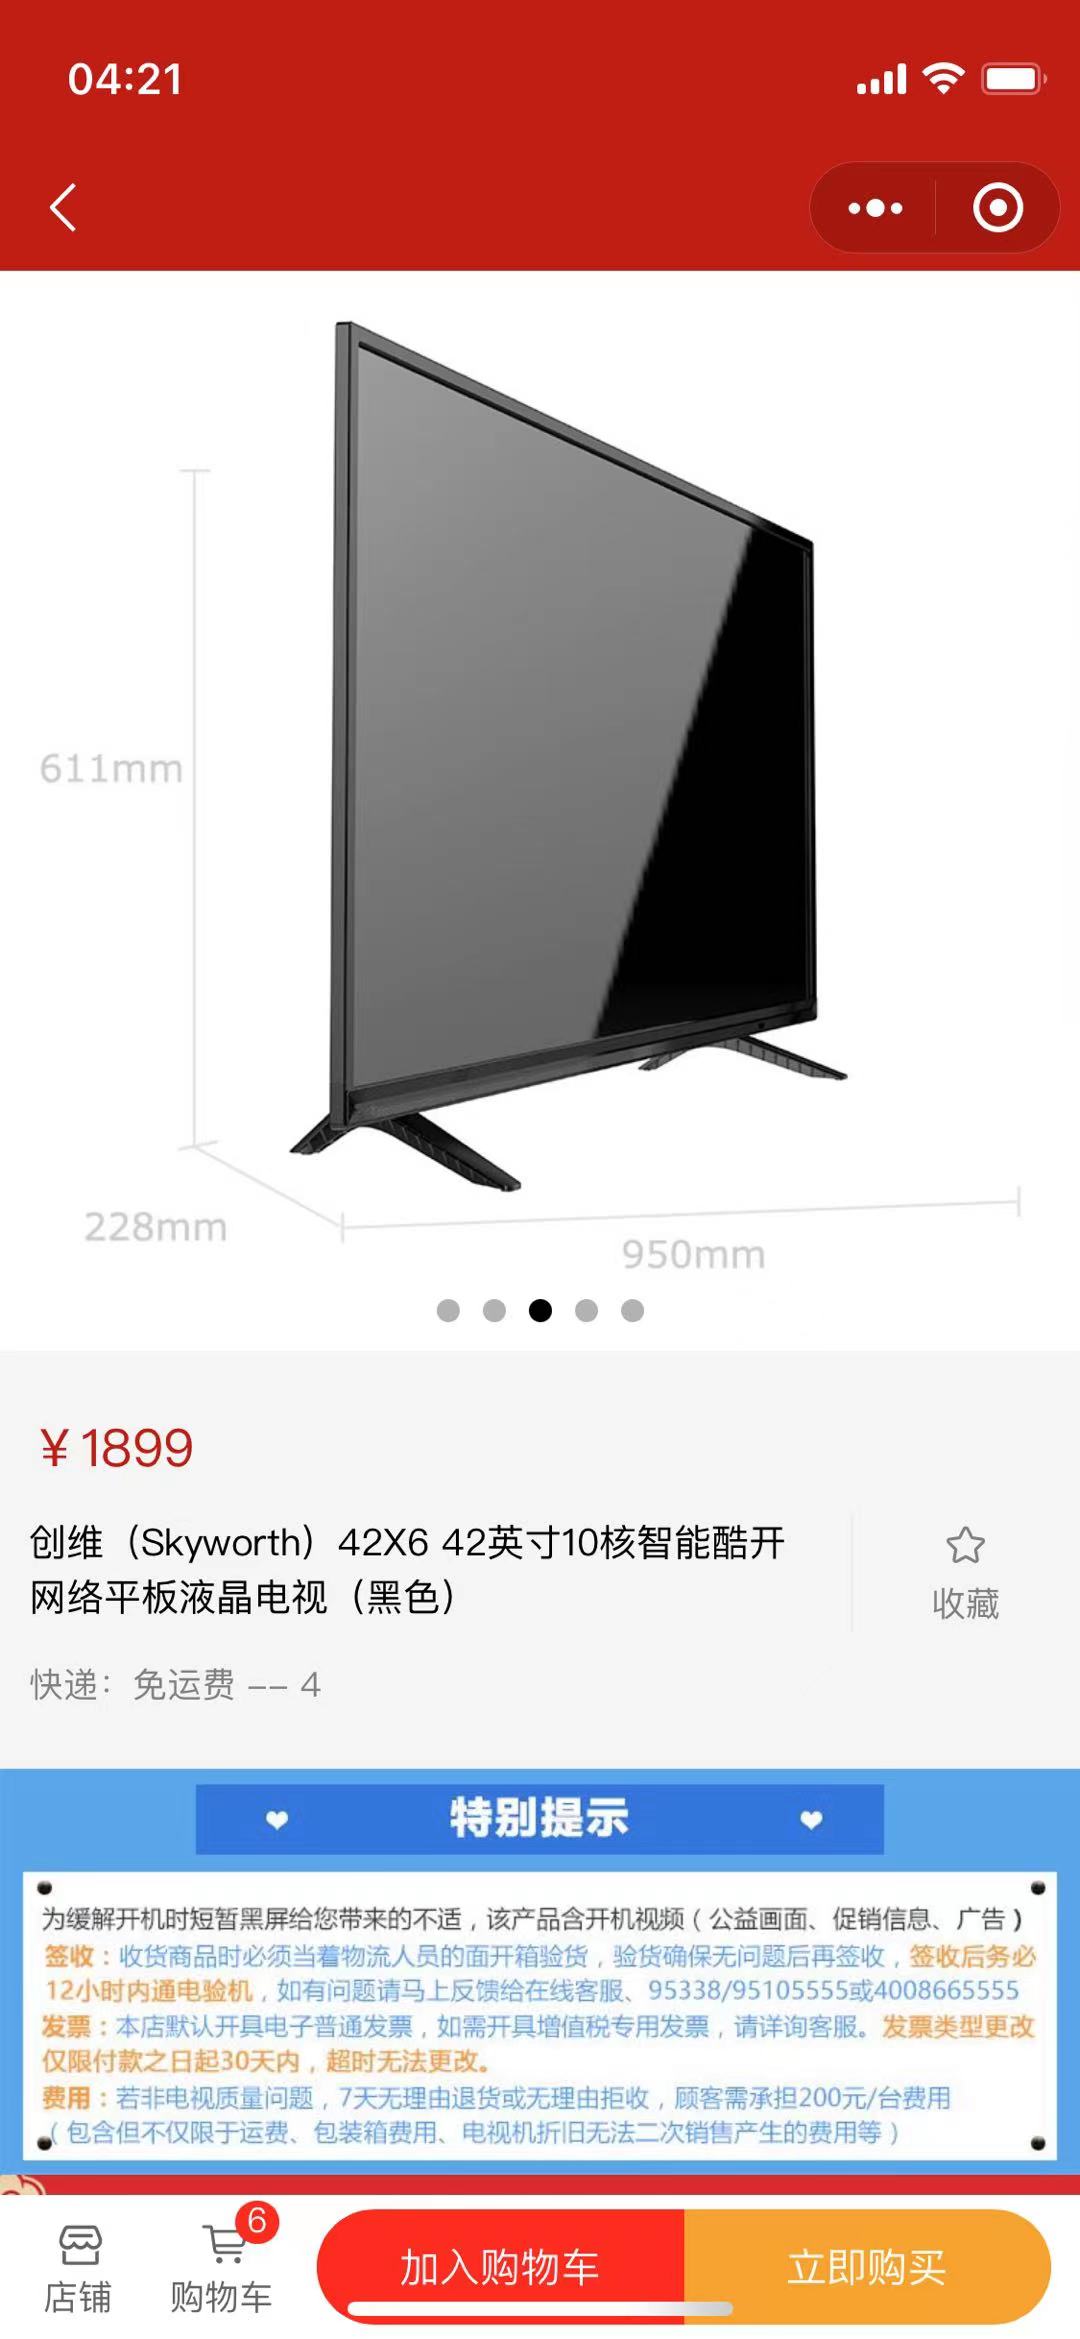 04:21
611mm
228mm
950mm
¥1899
创维（Skyworth）42X6 42英寸10核智能酷开
网络平板液晶电视（黑色）
收藏
快递：免运费 -- 4
特别提示
为缓解开机时短暂黑屏给您带来的不适，该产品含开机视频（公益画面、促销信息、广告）
签收：收货商品时必须当着物流人员的面开箱验货，验货确保无问题后再签收，签收后务必
12小时内通电验机，如有问题请马上反馈给在线客服、95338/95105555或4008665555
发票：本店默认开具电子普通发票，如需开具增值税专用发票，请详询客服。发票类型更改
仅限付款之日起30天内，超时无法更改。
费用：若非电视质量问题，7天无理由退货或无理由拒收，顾客需承担200元/台费用
（包含但不仅限于运费、包装箱费用、电视机折旧无法二次销售产生的费用等）
6
店铺
购物车
加入购物车
立即购买